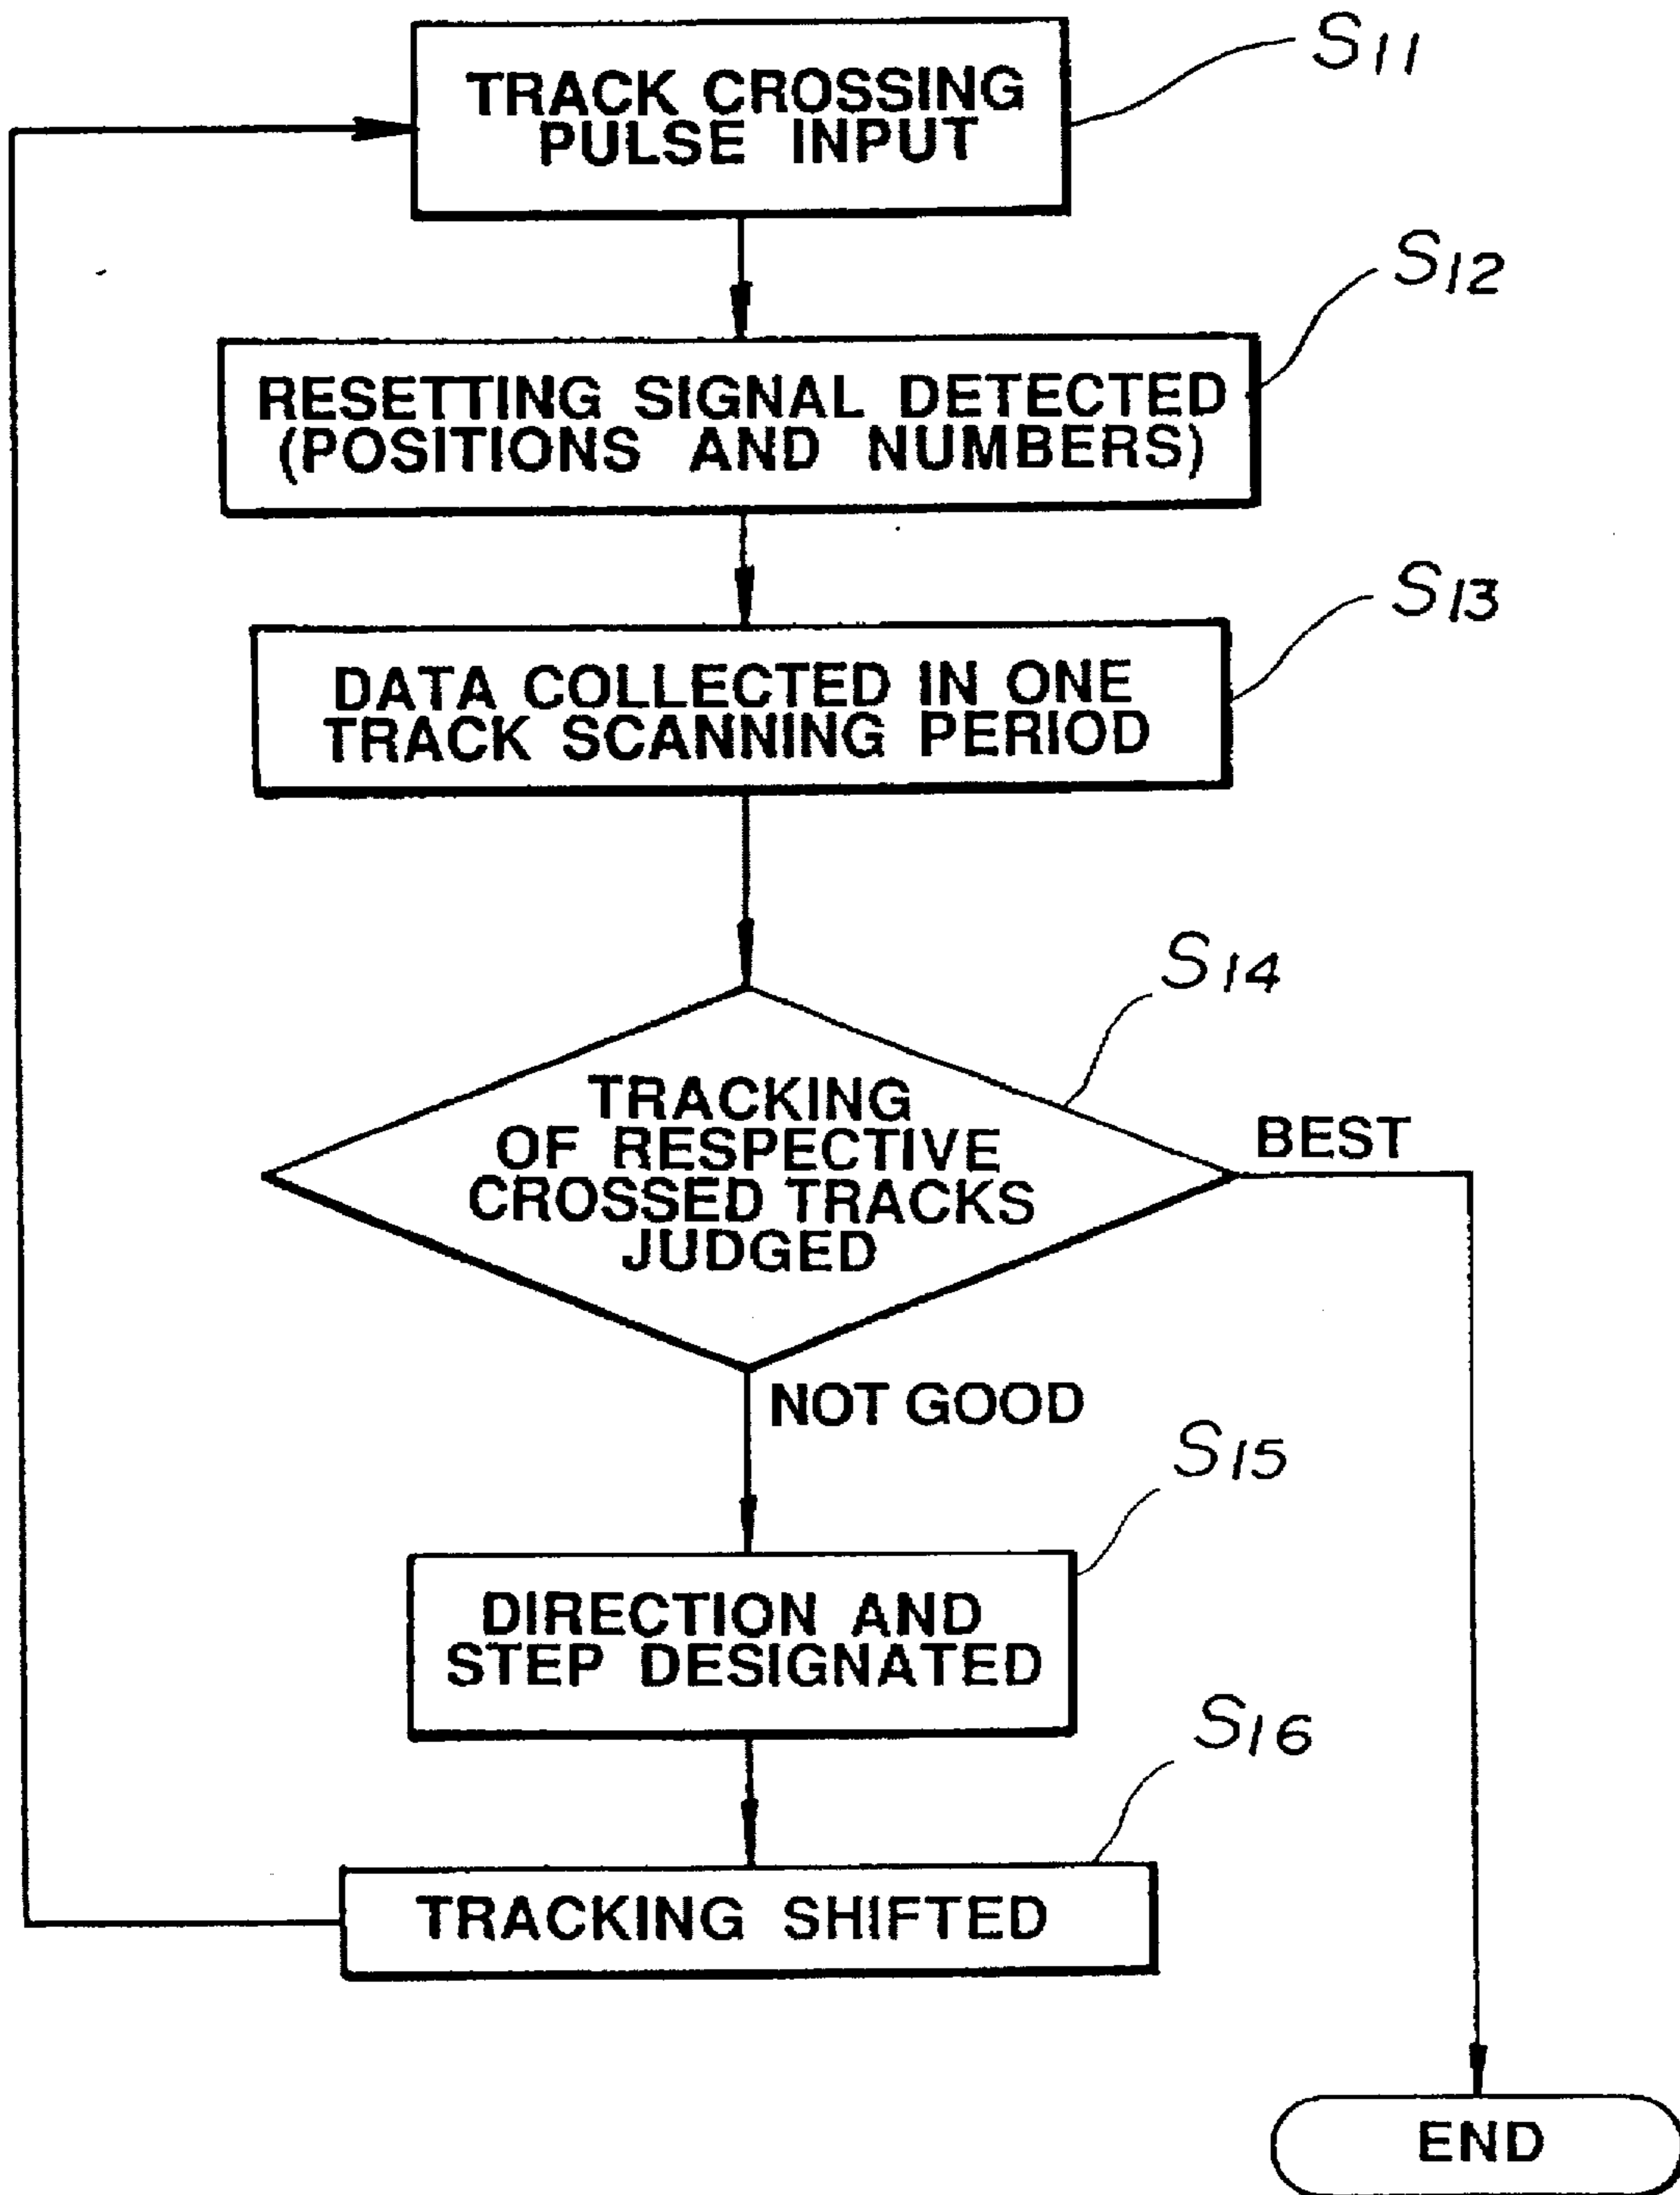 S11
TRACK CROSSING
PULSE INPUT
S12
RESETTING SIGNAL DETECTED
(POSITIONS AND NUMBERS)
S13
DATA COLLECTED IN ONE
TRACK SCANNING PERIOD
S14
TRACKING
OF RESPECTIVE
CROSSED TRACKS
JUDGED
BEST
NOT GOOD
S15
DIRECTION AND
STEP DESIGNATED
S16
TRACKING SHIFTED
END